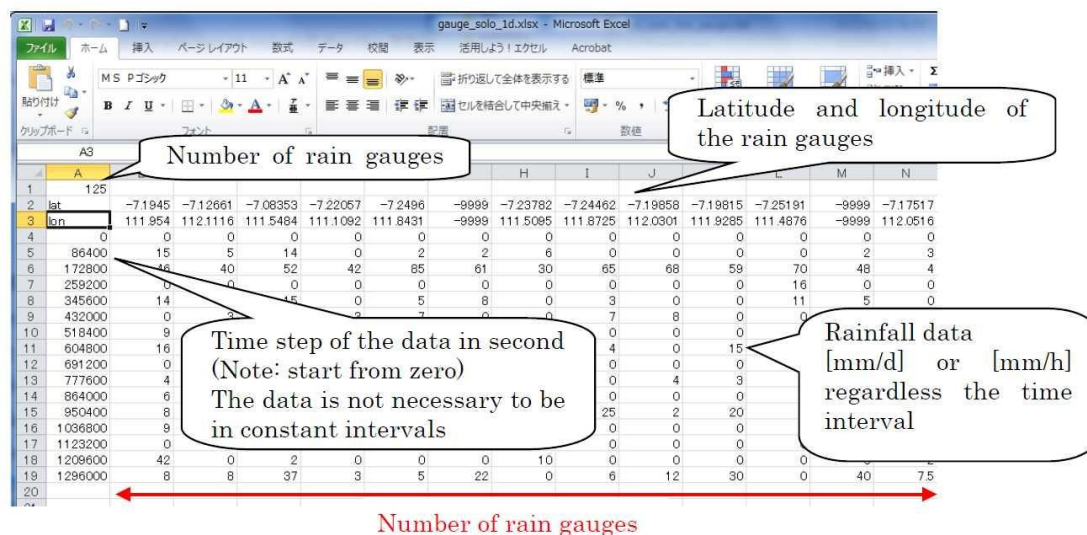 gauge_solo_1d.xlsx - Microsoft Excel
ファイル ホーム 挿入 ページ レイアウト 数式 データ 校閲 表示 活用しよう！エクセル Acrobat
MS Pゴシック 11 A A 折り返して全体を表示する 標準 挿入 Σ
貼り付け B I U A セルを結合して中央揃え % ,
クリップボード フォント 配置 数値
Latitude and longitude of
the rain gauges
A3
Number of rain gauges
A H I J M N
1 125
2 lat -7.1945 -7.12661 -7.08353 -7.22057 -7.2496 -9999 -7.23782 -7.24462 -7.19858 -7.19815 -7.25191 -9999 -7.17517
3 lon 111.954 112.1116 111.5484 111.1092 111.8431 -9999 111.5095 111.8725 112.0301 111.9285 111.4876 -9999 112.0516
4 0 0 0 0 0 0 0 0 0 0 0 0 0 0
5 86400 15 5 14 0 2 2 6 0 0 0 0 2 3
6 172800 46 40 52 42 85 61 30 65 68 59 70 48 4
7 259200 0 0 0 0 0 0 0 0 0 0 16 0 0
8 345600 14 15 0 5 8 0 3 0 0 11 5 0
9 432000 0 3 7 0 0 7 8 0
10 518400 9 0 0 0
11 604800 16 4 0 15
12 691200 0 0 0 0
13 777600 4 0 4 3
14 864000 6 0 0 0
15 950400 8 25 2 20
16 1036800 9 0 0 0
17 1123200 0 0 0 0
18 1209600 42 0 2 0 0 0 10 0 0 0
19 1296000 8 8 37 3 5 22 0 6 12 30 0 40 7.5
20
Time step of the data in second
(Note: start from zero)
The data is not necessary to be
in constant intervals
Rainfall data
[mm/d] or [mm/h]
regardless the time
interval
Number of rain gauges